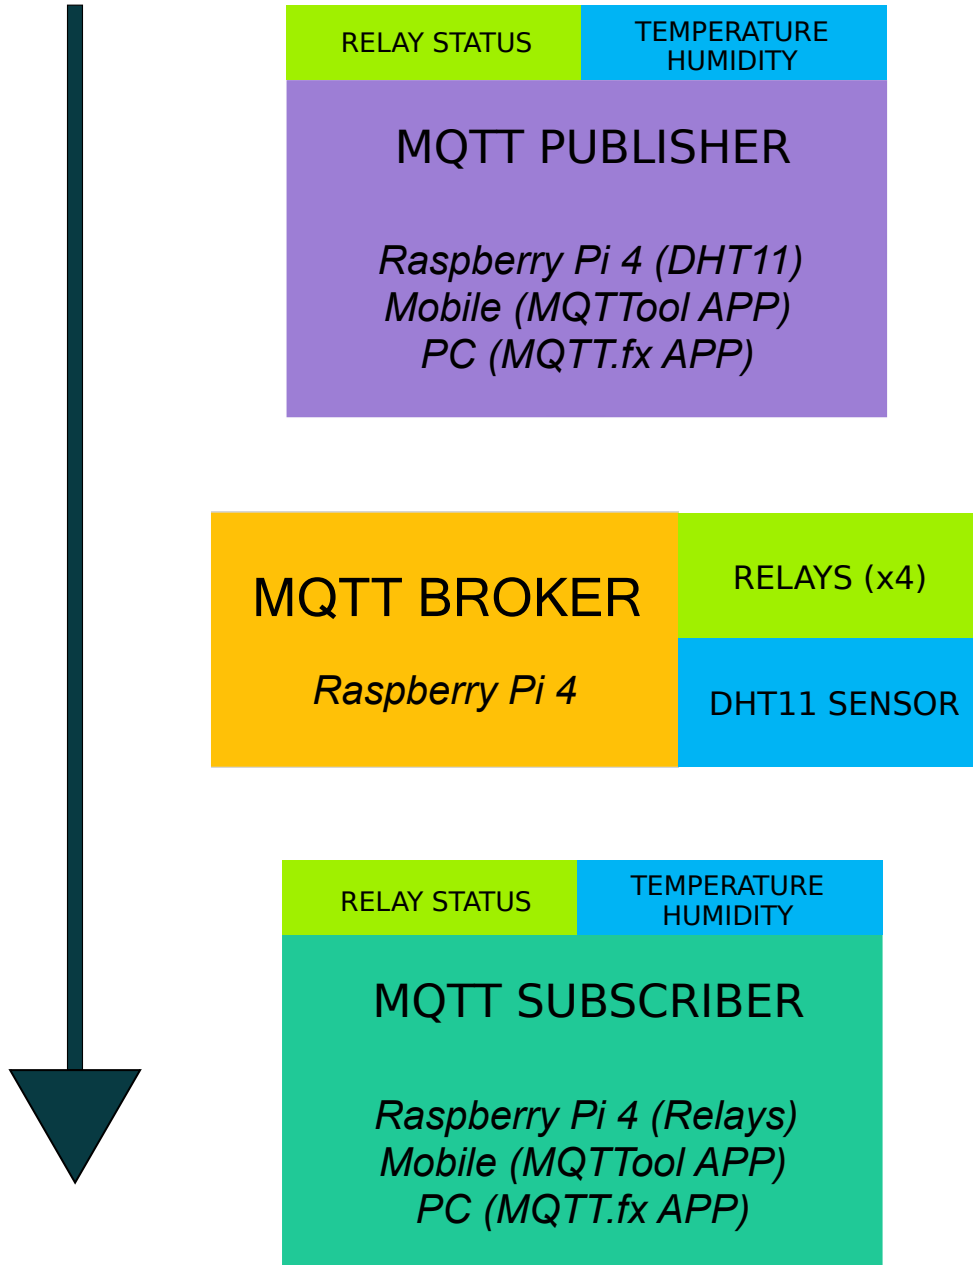 RELAY STATUS
TEMPERATURE
HUMIDITY
MQTT PUBLISHER
Raspberry Pi 4 (DHT11)
Mobile (MQTTool APP)
PC (MQTT.fx APP)
MQTT BROKER
Raspberry Pi 4
RELAYS (x4)
DHT11 SENSOR
RELAY STATUS
TEMPERATURE
HUMIDITY
MQTT SUBSCRIBER
Raspberry Pi 4 (Relays)
Mobile (MQTTool APP)
PC (MQTT.fx APP)